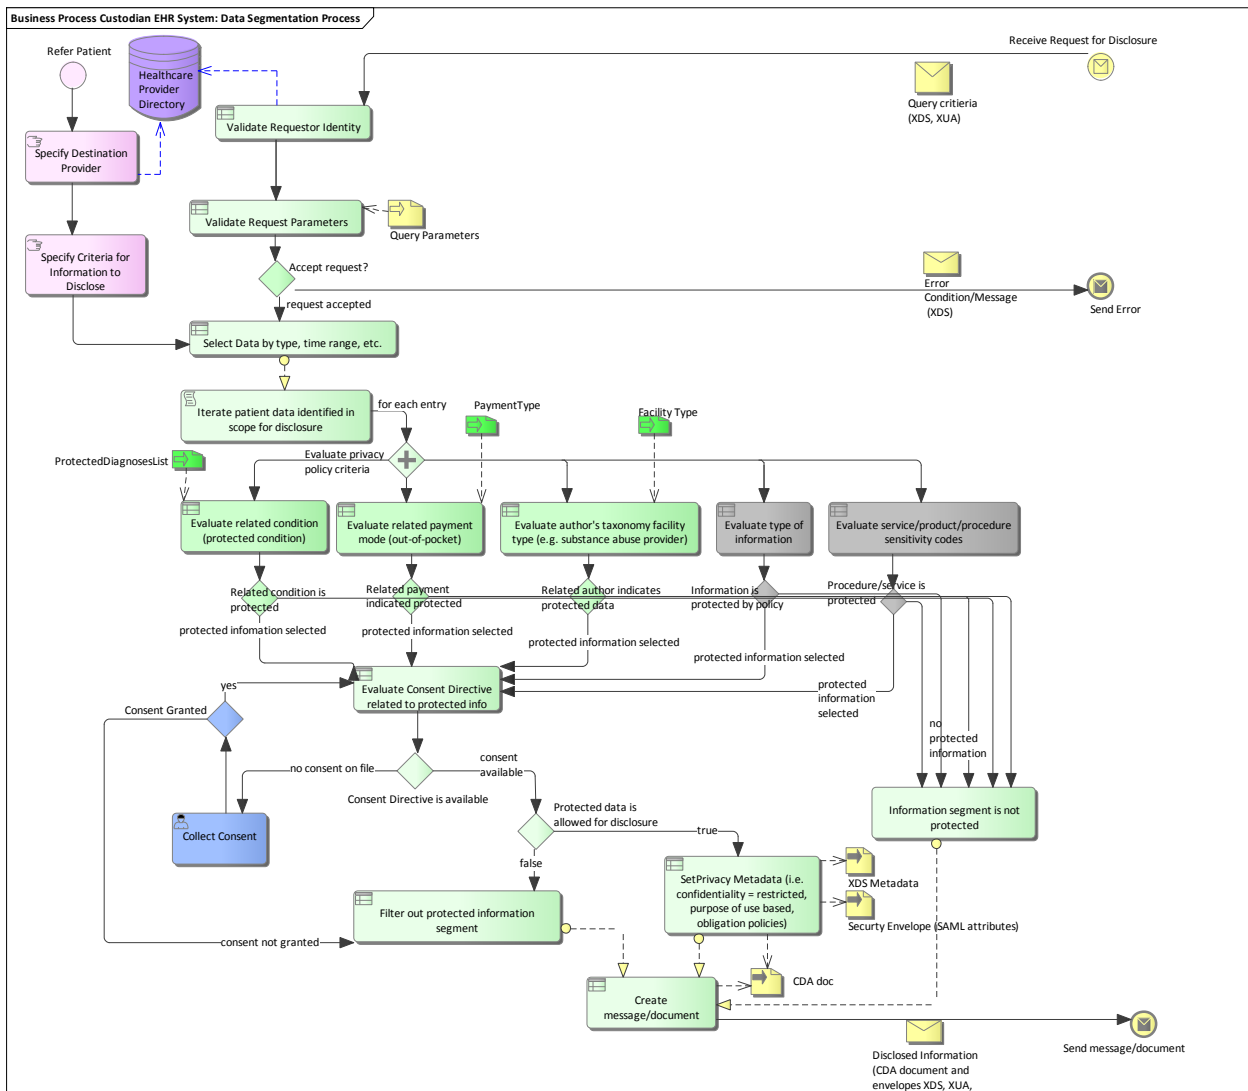 Business Process Custodian EHR System: Data Segmentation Process
Refer Patient
Receive Request for Disclosure
Healthcare
Provider
Directory
Query critieria
(XDS, XUA)
Validate Requestor Identity
Specify Destination
Provider
Validate Request Parameters
Query Parameters
Specify Criteria for
Information to
Disclose
Accept request?
Error
Condition/Message
(XDS)
Send Error
request accepted
Select Data by type, time range, etc.
Iterate patient data identified in
scope for disclosure
for each entry
PaymentType
Facility Type
ProtectedDiagnosesList
Evaluate privacy
policy criteria
Evaluate related condition
(protected condition)
Evaluate related payment
mode (out-of-pocket)
Evaluate author's taxonomy facility
type (e.g. substance abuse provider)
Evaluate type of
information
Evaluate service/product/procedure
sensitivity codes
Related condition is
protected
Related payment
indicated protected
Related author indicates
protected data
Information is
protected by policy
Procedure/service is
protected
protected infomation selected
protected infomation selected
protected infomation selected
protected infomation selected
protected
infomation
selected
Evaluate Consent Directive
related to protected info
yes
Consent Granted
no
protected
information
no consent on file
consent
available
Consent Directive is available
Protected data is
allowed for disclosure
Information segment is not
protected
Collect Consent
true
false
SetPrivacy Metadata (i.e.
confidentiality = restricted,
purpose of use based,
obligation policies)
XDS Metadata
Securty Envelope (SAML attributes)
Filter out protected information
segment
consent not granted
CDA doc
Create
message/document
Send message/document
Disclosed Information
(CDA document and
envelopes XDS, XUA,